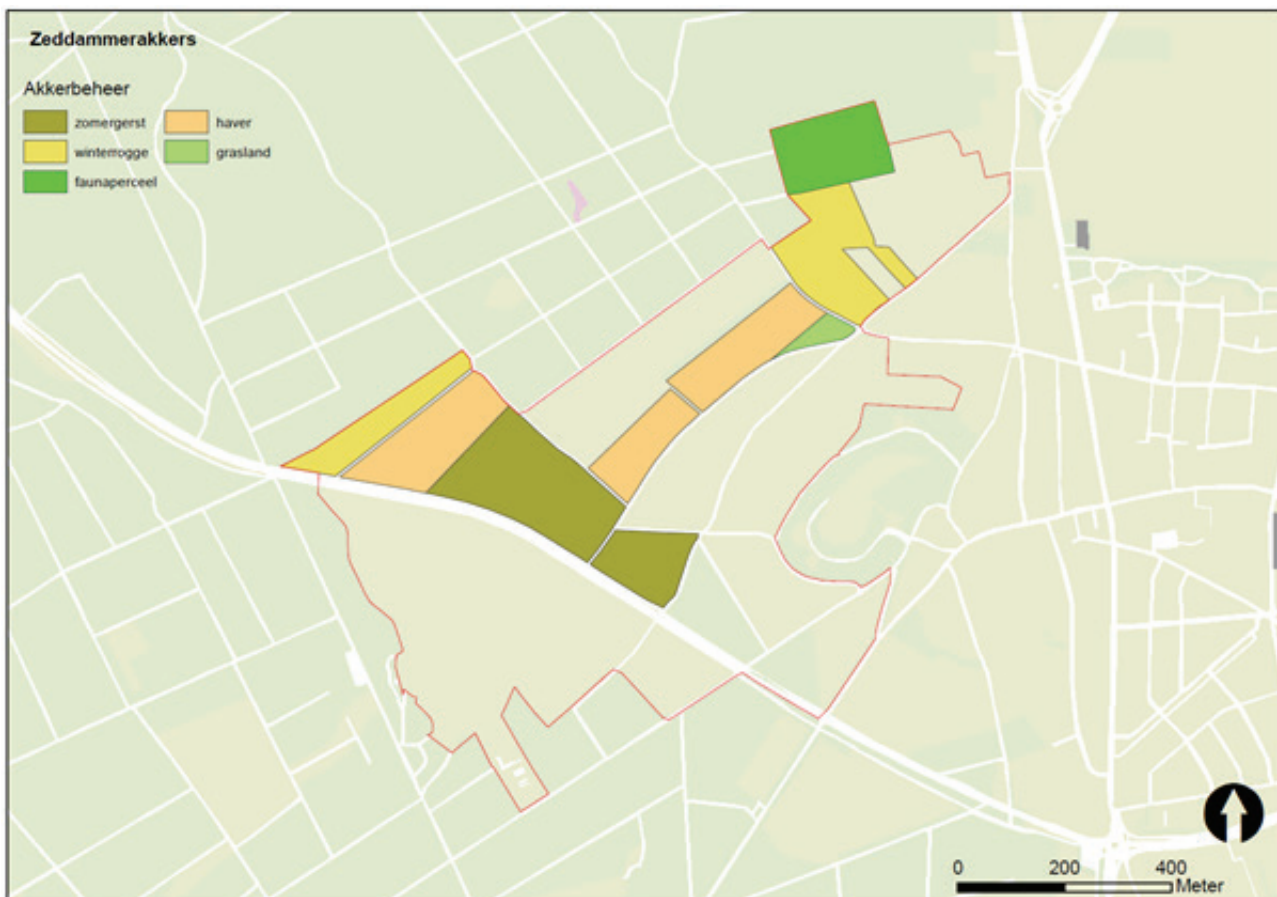 Zeddammerakkers
Akkerbeheer
zomergerst haver
winterrogge grasland
faunaperceel
0 200 400
Meter